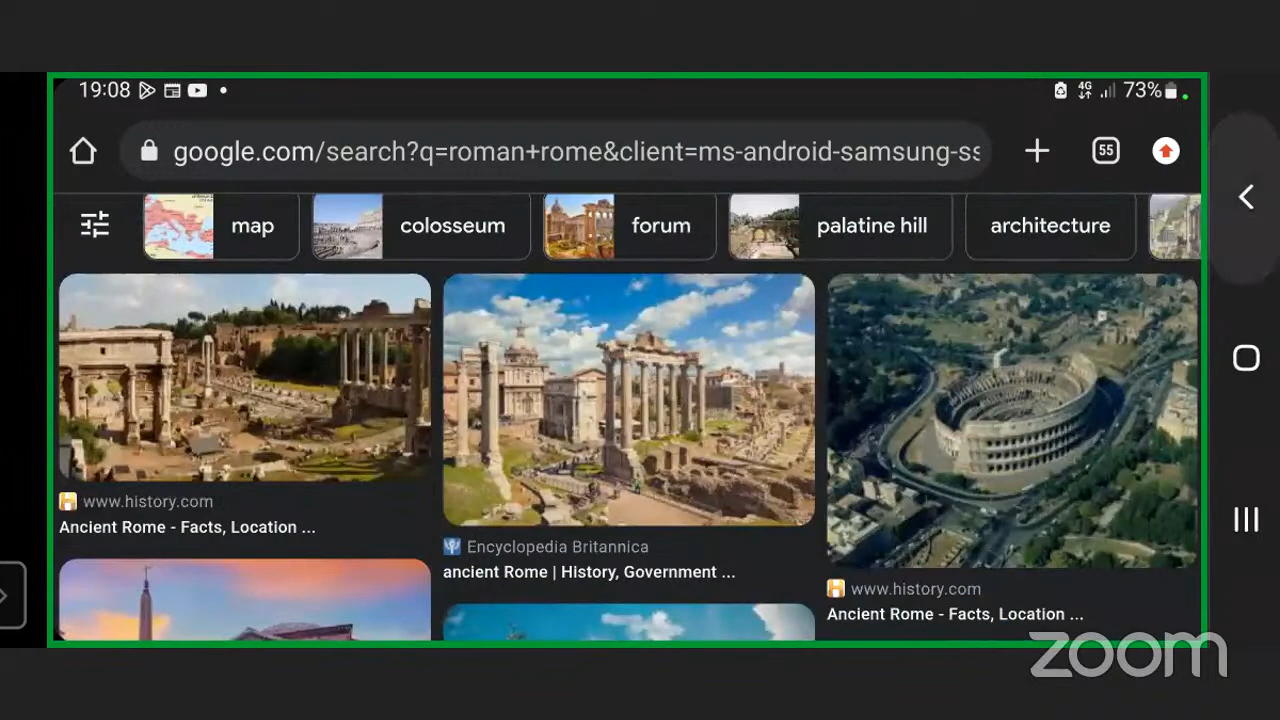 19:08
4G
73%
google.com/search?q=roman+rome&client=ms-android-samsung-ss
55
map
colosseum
forum
palatine hill
architecture
www.history.com
Ancient Rome - Facts, Location ...
Encyclopedia Britannica
ancient Rome | History, Government ...
www.history.com
Ancient Rome - Facts, Location ...
zoom